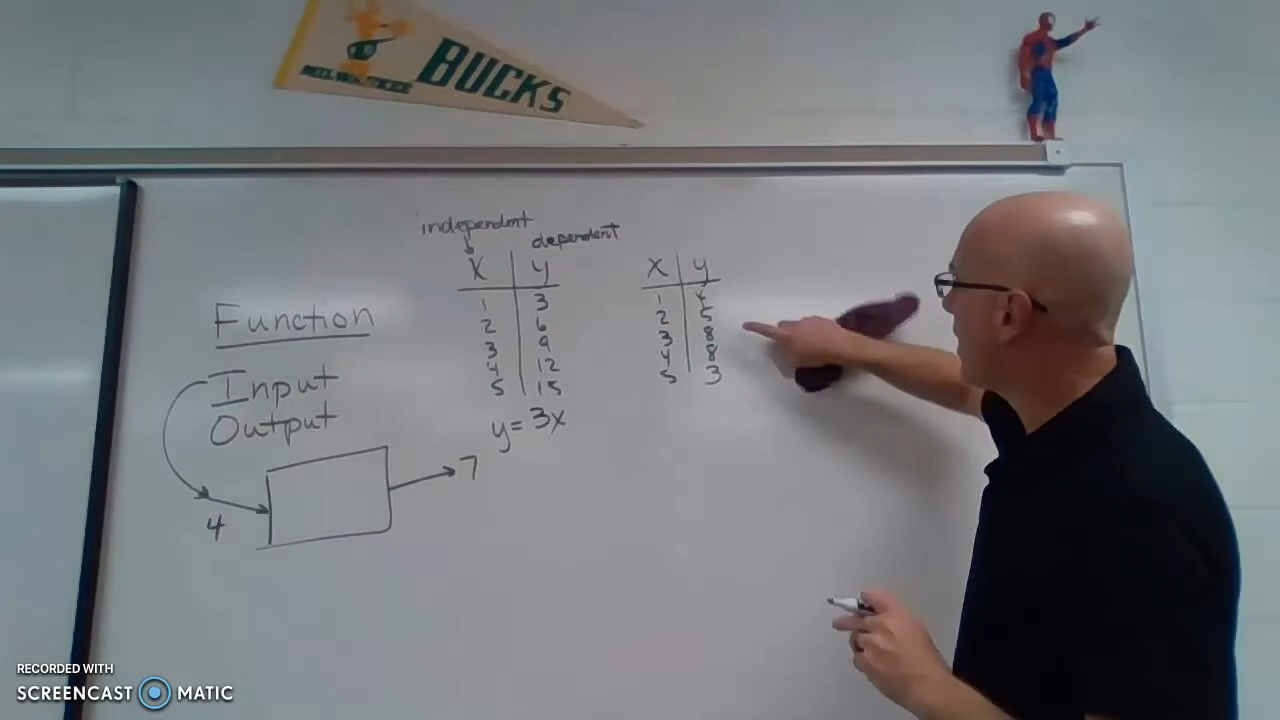 MILWAUKEE BUCKS
independent
dependent
x y
1 3
2 6
3 9
4 12
5 15
y = 3x
x y
1 4
2 5
3 8
4 8
5 3
Function
Input
Output
4
7
RECORDED WITH
SCREENCAST MATIC